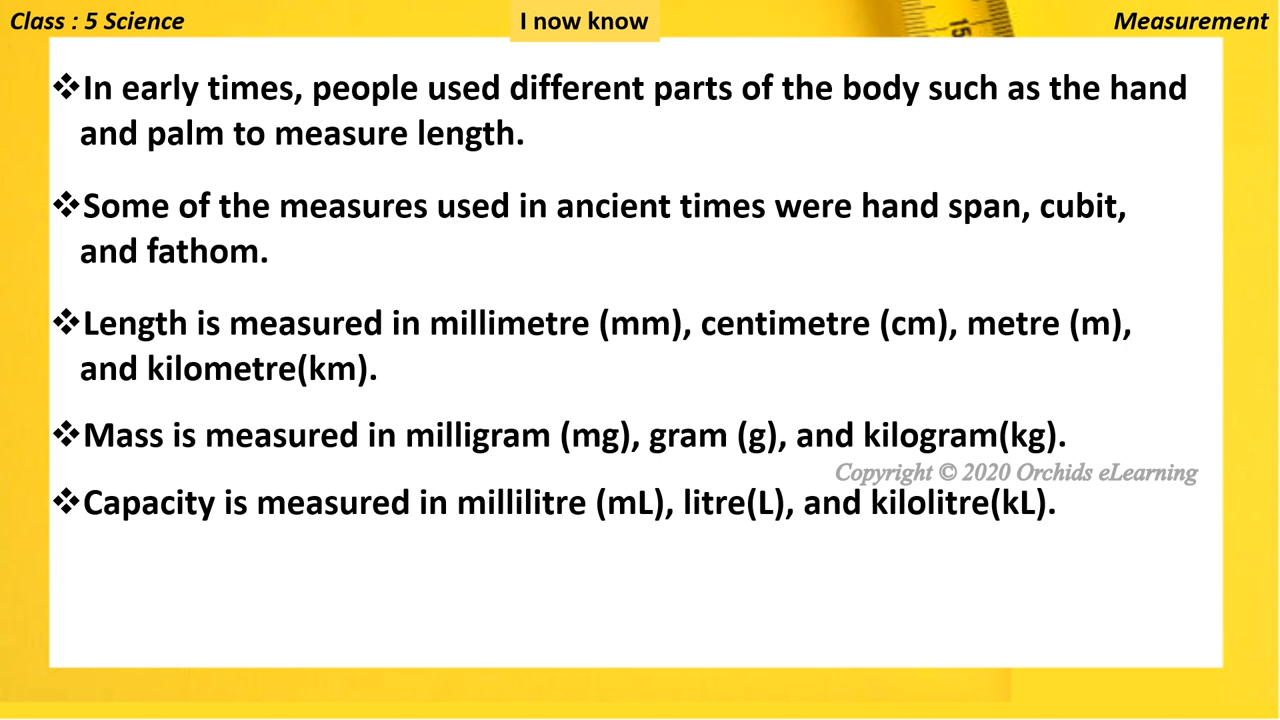 Class : 5 Science
I now know
Measurement
15
❖In early times, people used different parts of the body such as the hand
and palm to measure length.
❖Some of the measures used in ancient times were hand span, cubit,
and fathom.
❖Length is measured in millimetre (mm), centimetre (cm), metre (m),
and kilometre(km).
❖Mass is measured in milligram (mg), gram (g), and kilogram(kg).
Copyright © 2020 Orchids eLearning
❖Capacity is measured in millilitre (mL), litre(L), and kilolitre(kL).